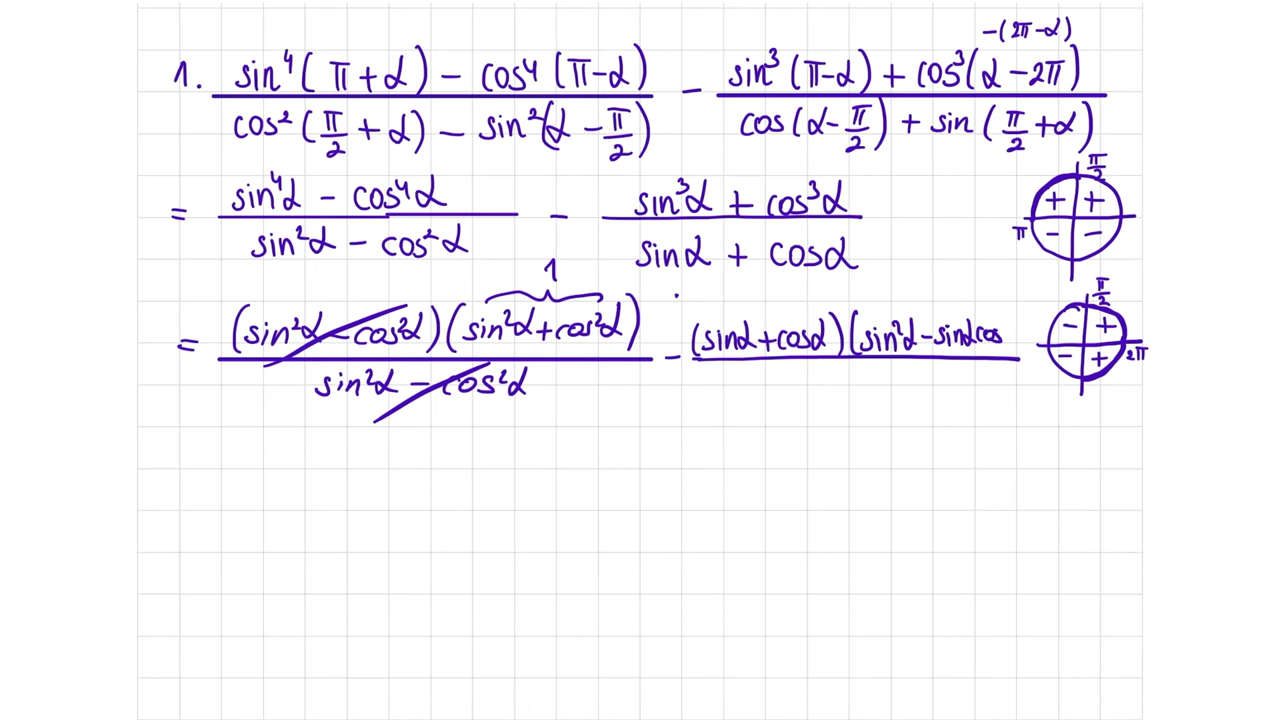 -(2π-α)
1. (sin⁴(π+α) - cos⁴(π-α)) / (cos²(π/2+α) - sin²(α-π/2)) - (sin³(π-α) + cos³(α-2π)) / (cos(α-π/2) + sin(π/2+α))
= (sin⁴α - cos⁴α) / (sin²α - cos²α) - (sin³α + cos³α) / (sinα + cosα)
π/2
+ +
π - -
1
= (sin²α - cos²α)(sin²α + cos²α) / (sin²α - cos²α) - (sinα + cosα)(sin²α - sinαcos
π/2
- +
- + 2π